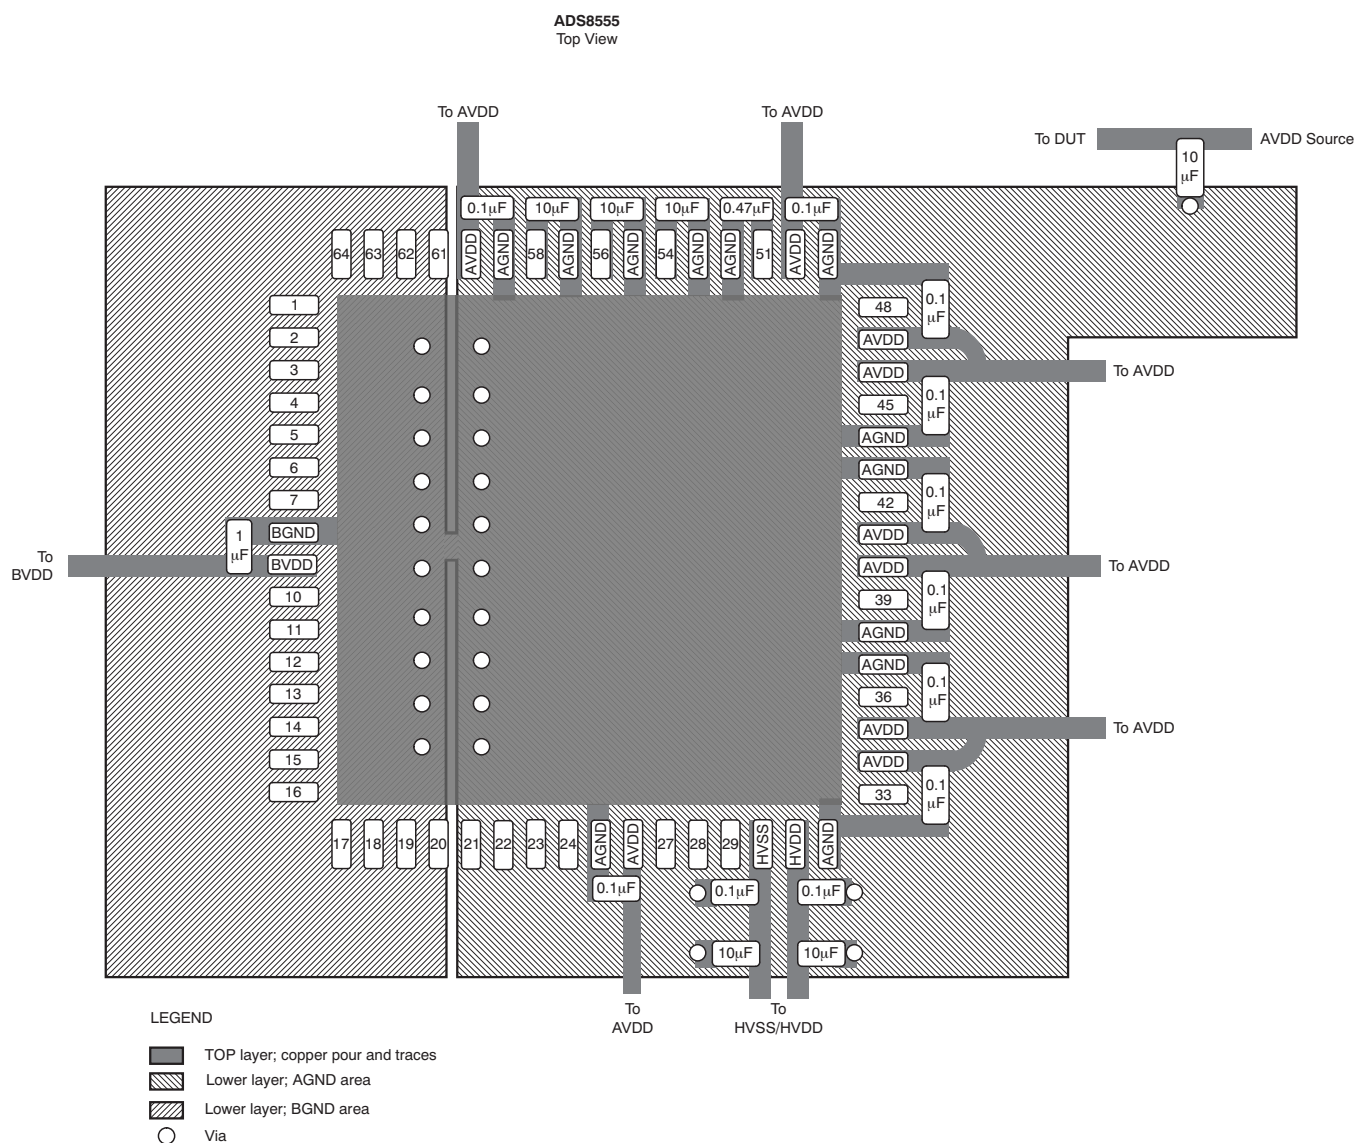 ADS8555
Top View
To AVDD
To AVDD
To DUT
AVDD Source
10
µF
0.1µF
10µF
10µF
10µF
0.47µF
0.1µF
64
63
62
61
AVDD
AGND
58
AGND
56
AGND
54
AGND
AGND
51
AVDD
AGND
1
2
3
4
5
6
7
BGND
BVDD
10
11
12
13
14
15
16
1
µF
To
BVDD
48
AVDD
AVDD
45
AGND
AGND
42
AVDD
AVDD
39
AGND
AGND
36
AVDD
AVDD
33
0.1
µF
0.1
µF
0.1
µF
0.1
µF
0.1
µF
0.1
µF
To AVDD
To AVDD
To AVDD
17
18
19
20
21
22
23
24
AGND
AVDD
27
28
29
HVSS
HVDD
AGND
0.1µF
0.1µF
0.1µF
10µF
10µF
To
AVDD
To
HVSS/HVDD
LEGEND
TOP layer; copper pour and traces
Lower layer; AGND area
Lower layer; BGND area
Via